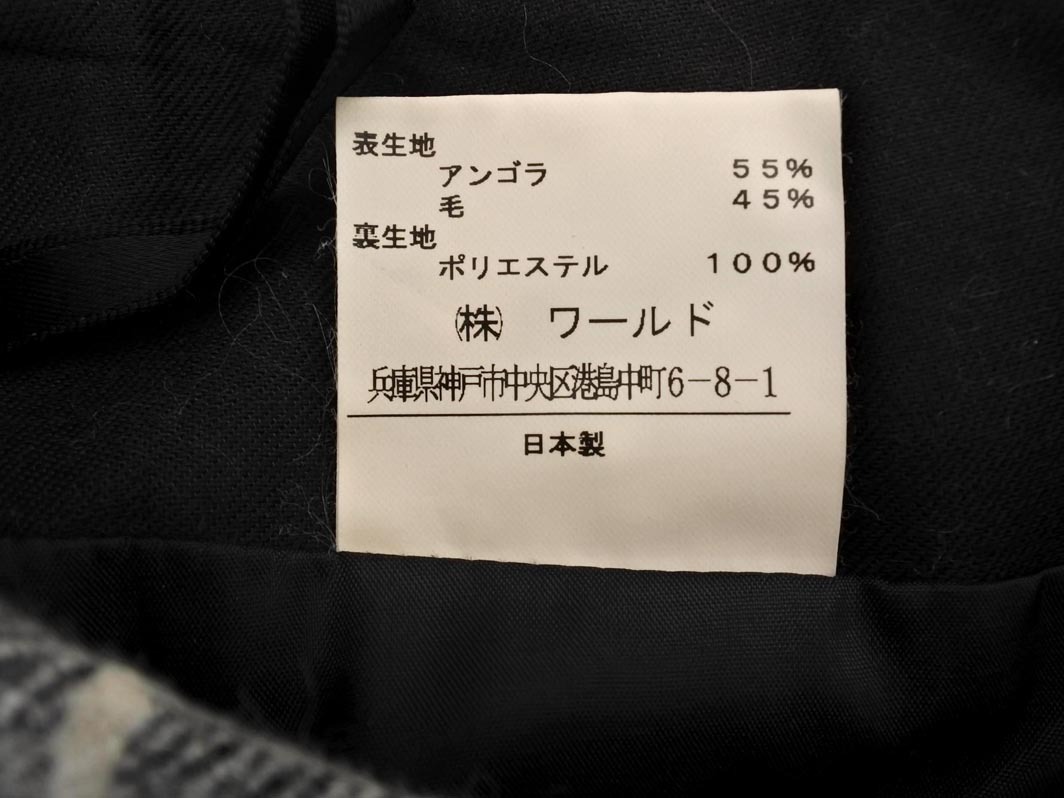 表生地
アンゴラ 55%
毛 45%
裏生地
ポリエステル 100%
㈱ ワールド
兵庫県神戸市中央区港島中町6-8-1
日本製